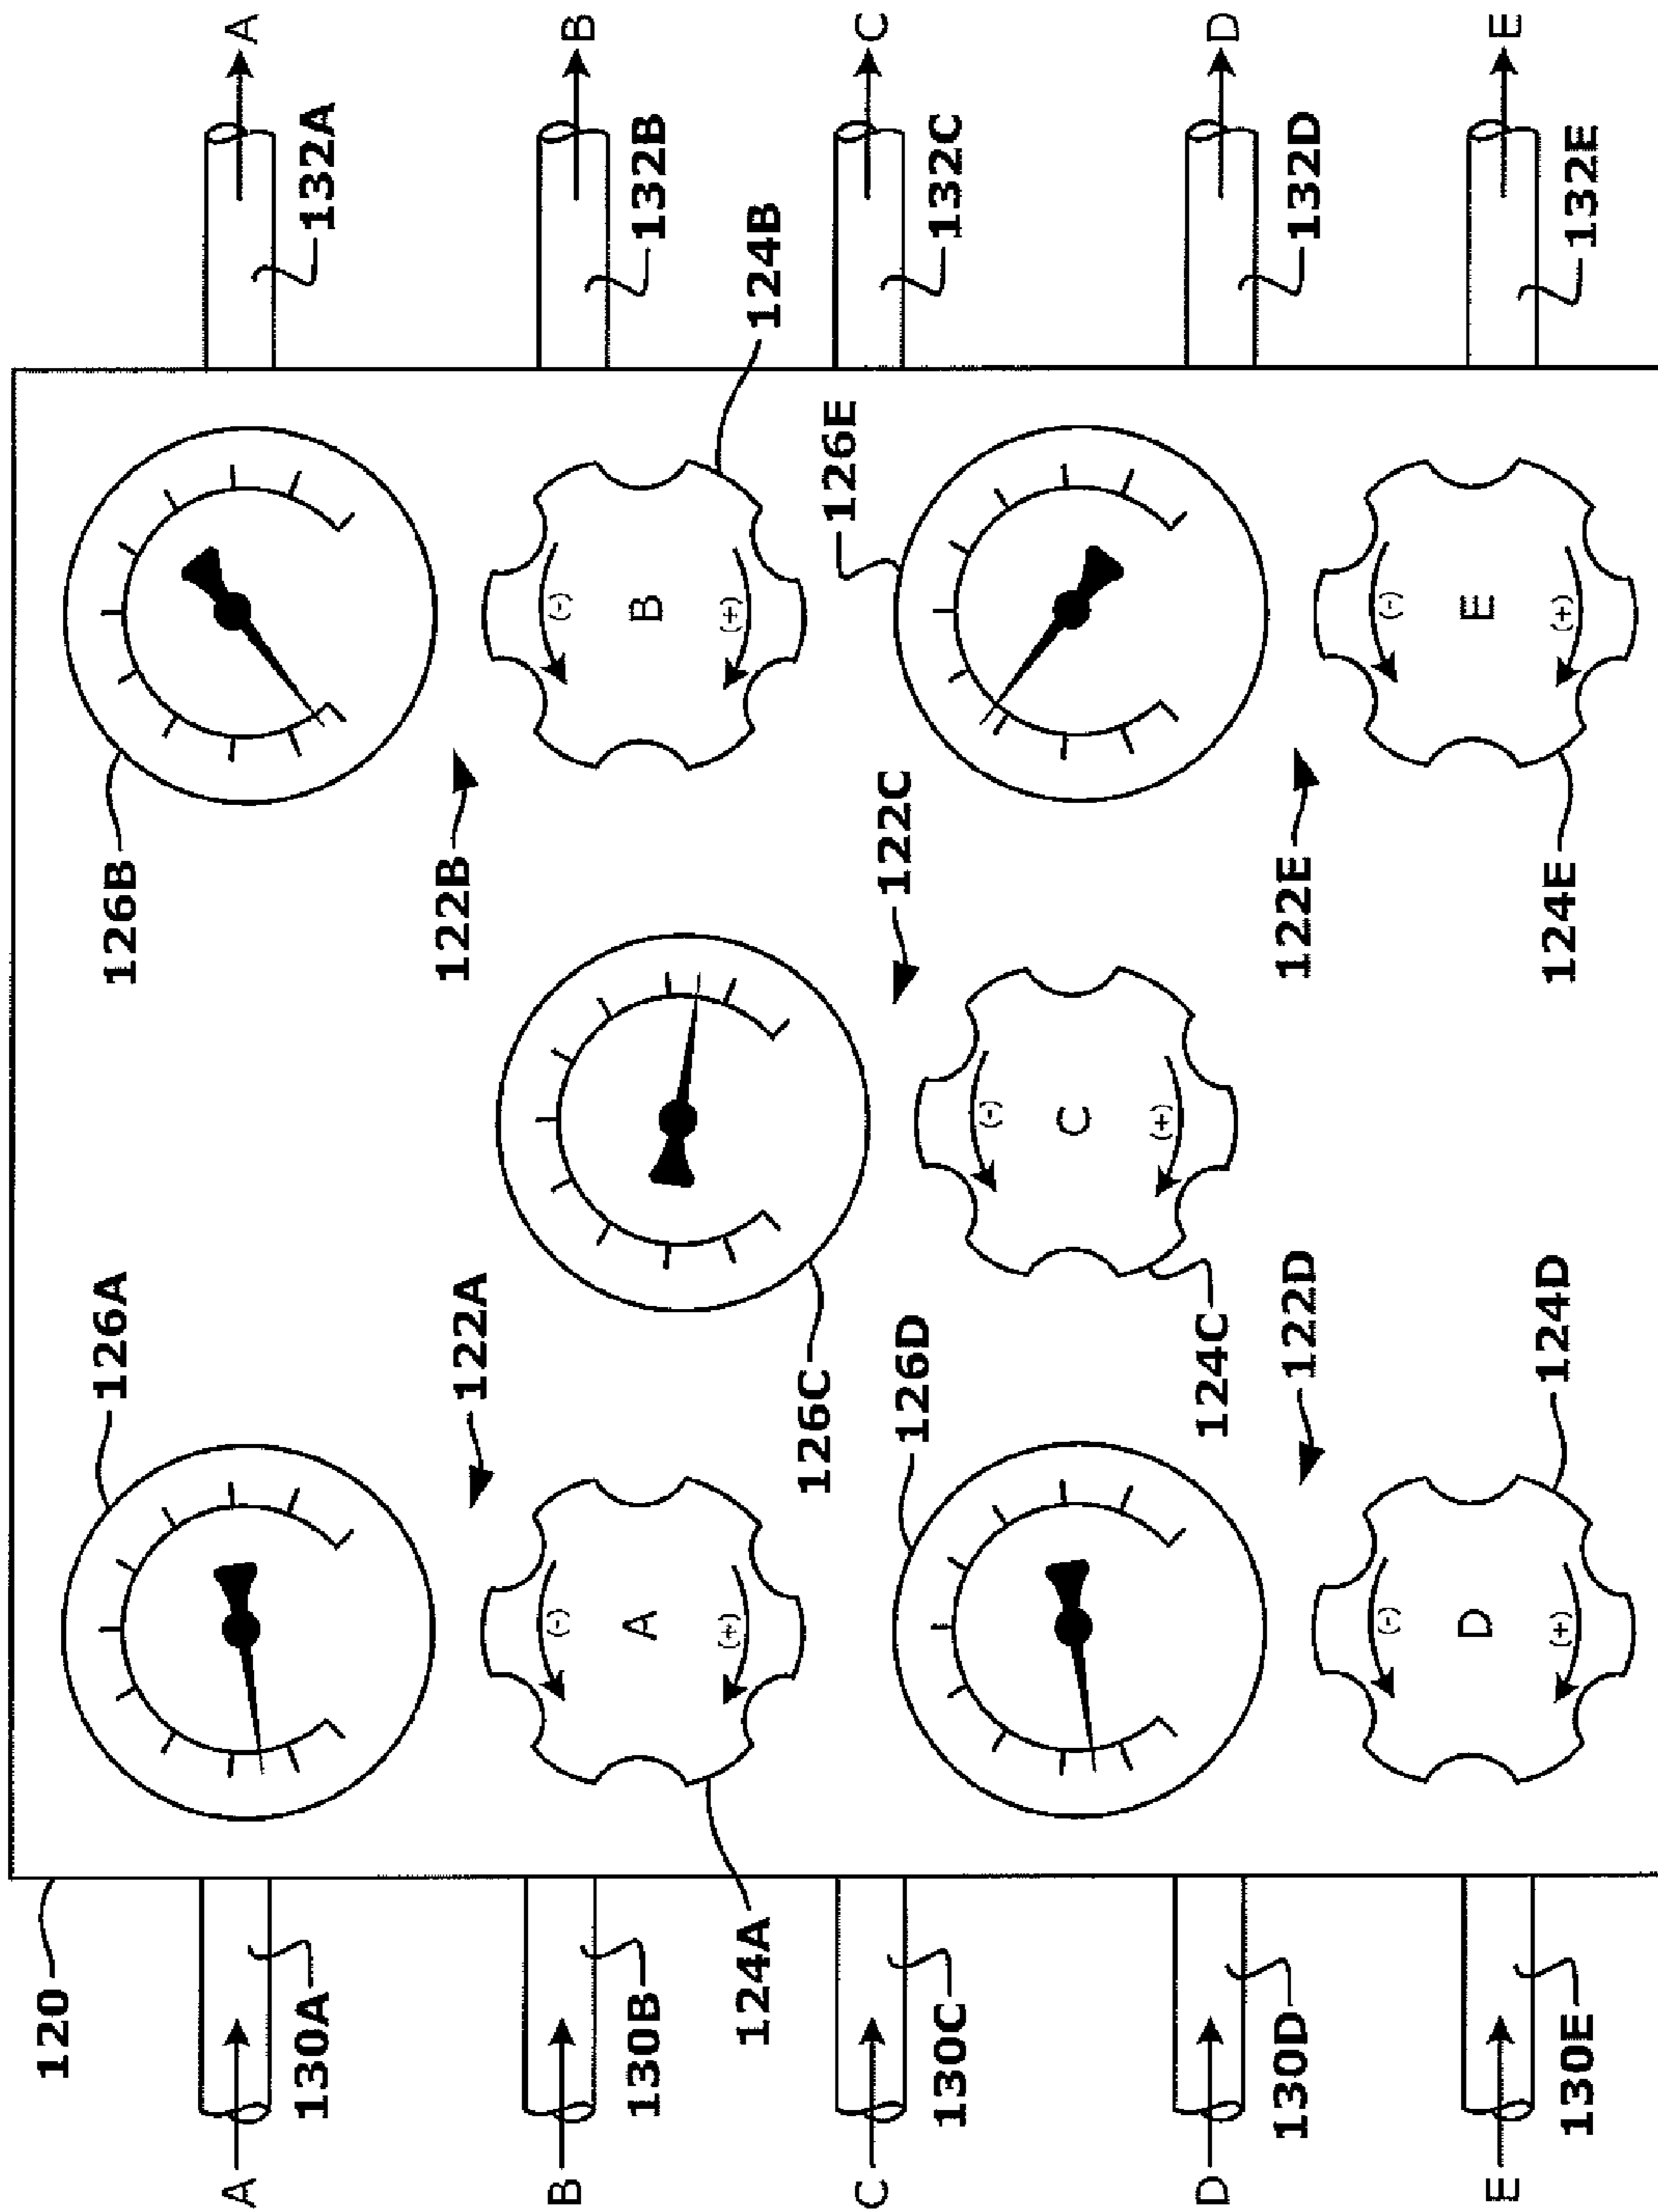 120
126A
126B
A
A
130A
132A
122A
122B
(-)
(-)
B
B
130B
A
B
132B
(+)
(+)
124A
124B
126C
126E
C
C
122C
126D
130C
132C
(-)
C
(+)
124C
D
D
130D
122D
122E
132D
(-)
(-)
D
E
E
E
(+)
(+)
124D
124E
130E
132E